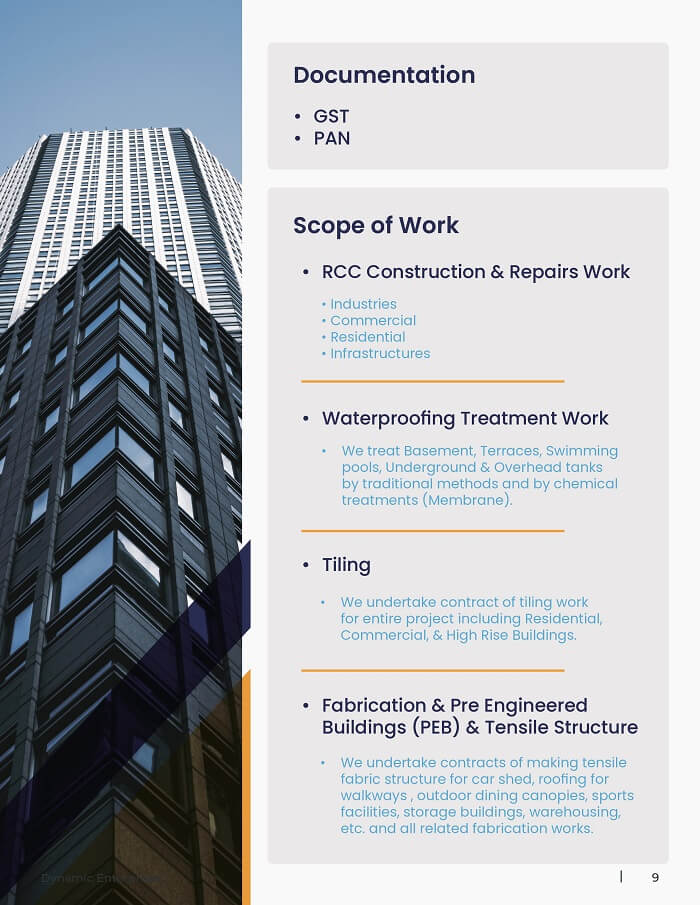 Documentation
• GST
• PAN
Scope of Work
• RCC Construction & Repairs Work
• Industries
• Commercial
• Residential
• Infrastructures
• Waterproofing Treatment Work
• We treat Basement, Terraces, Swimming
pools, Underground & Overhead tanks
by traditional methods and by chemical
treatments (Membrane).
• Tiling
• We undertake contract of tiling work
for entire project including Residential,
Commercial, & High Rise Buildings.
• Fabrication & Pre Engineered
Buildings (PEB) & Tensile Structure
• We undertake contracts of making tensile
fabric structure for car shed, roofing for
walkways , outdoor dining canopies, sports
facilities, storage buildings, warehousing,
etc. and all related fabrication works.
Dynamic
| 9